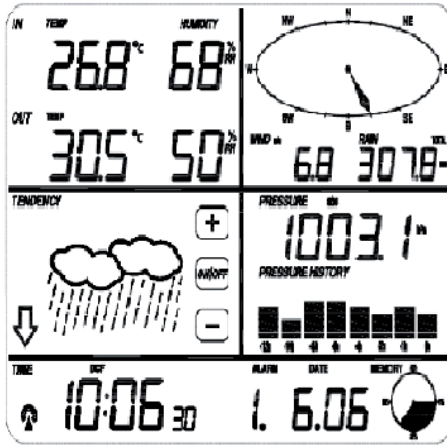 IN TEMP HUMIDITY
26.8 °C 68 % RH
OUT TEMP
30.5 °C 50 % RH
N
NW NE
W E
SW SE
S
WIND RAIN
6.8 307.8
TENDENCY
+
ON/OFF
−
PRESSURE
1003.1
PRESSURE HISTORY
TIME DCF ALARM DATE MEMORY
10:06 30 1. 6.06